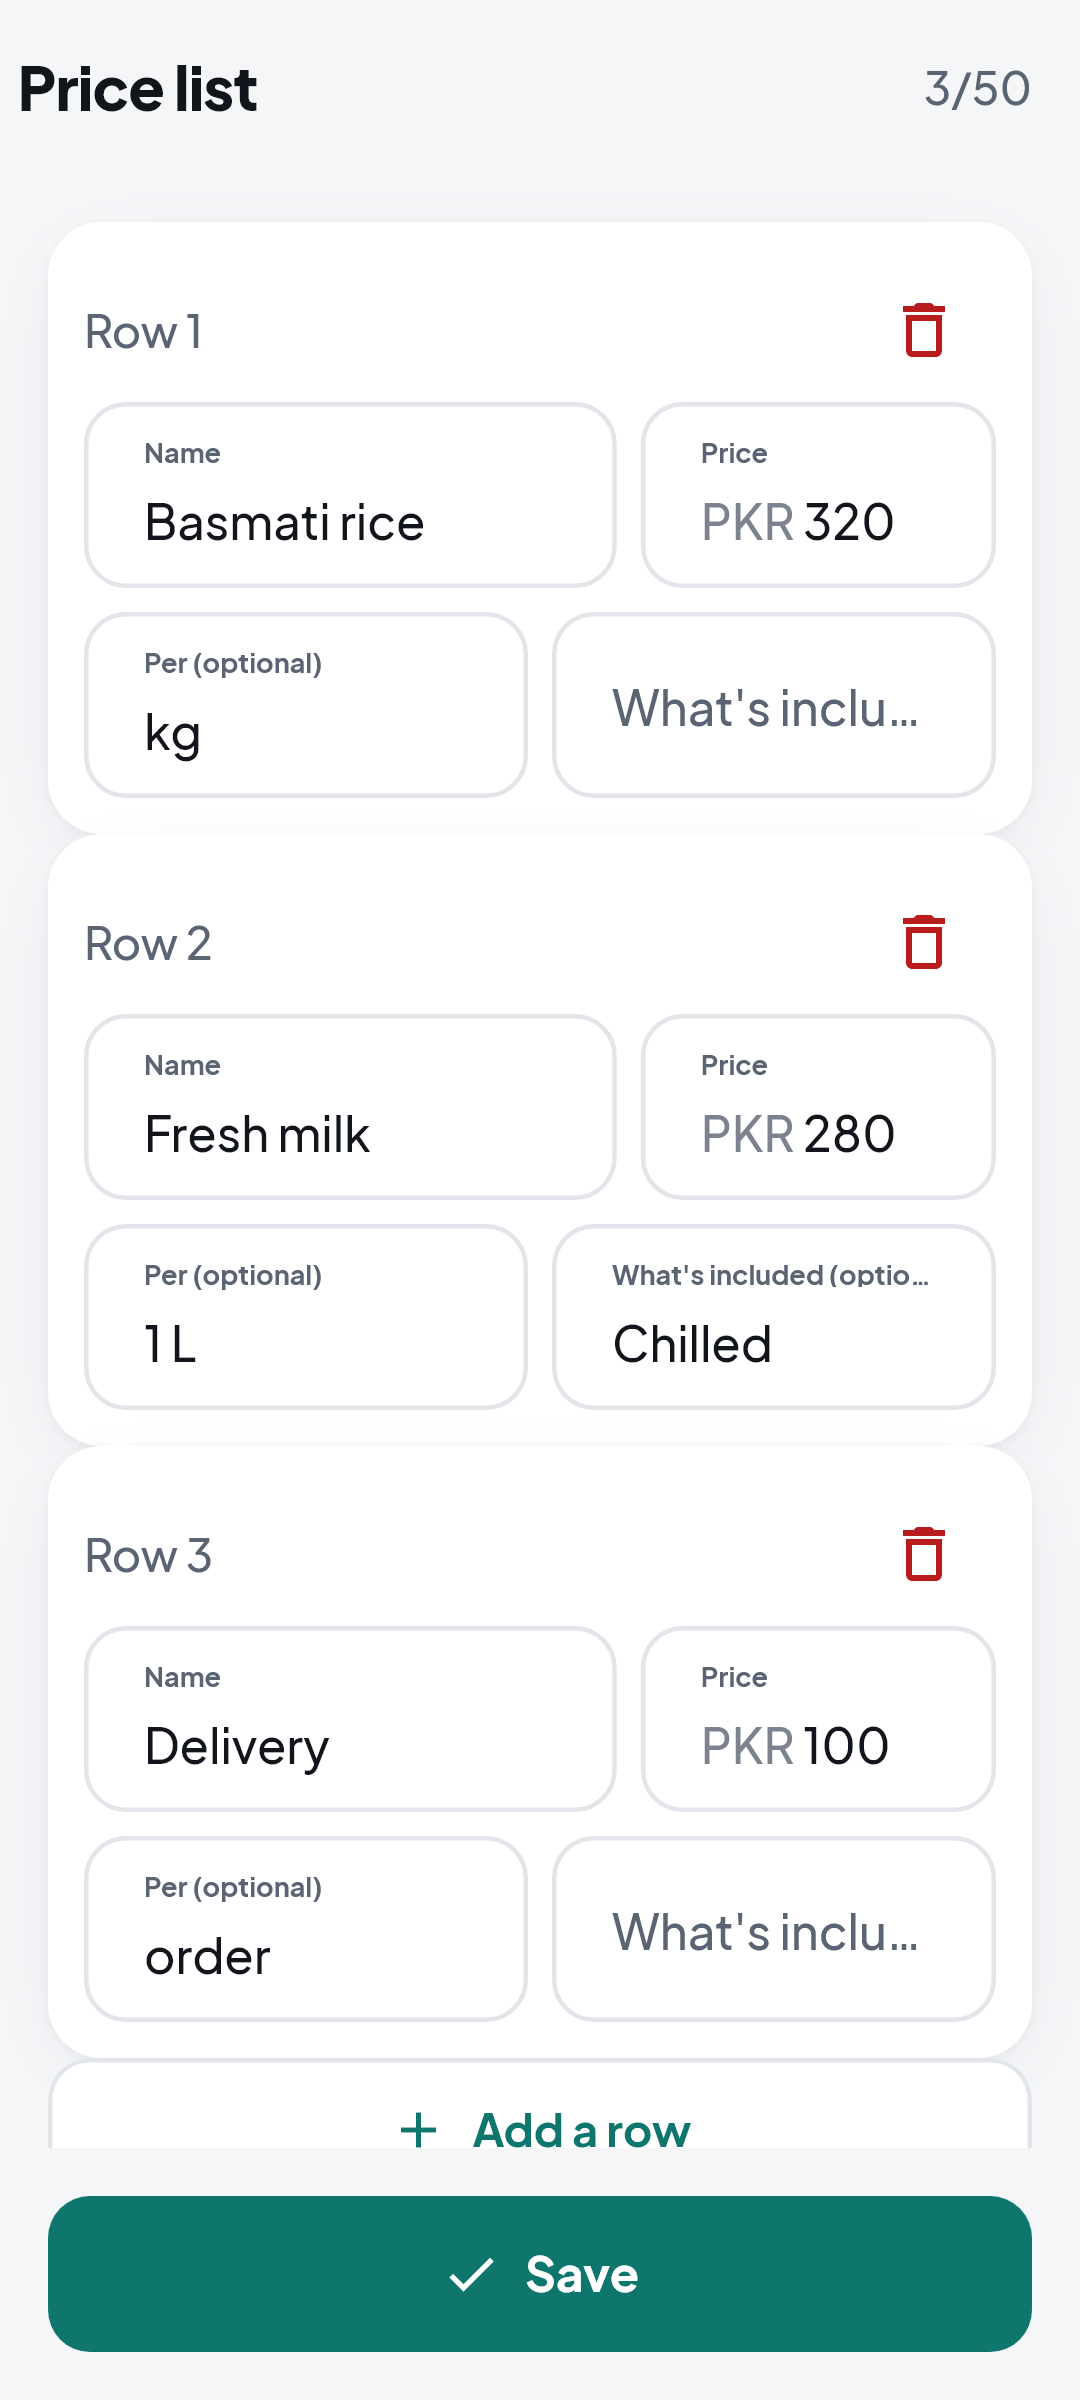 Price list
3/50
Row 1
Name
Basmati rice
Price
PKR 320
Per (optional)
kg
What's inclu...
Row 2
Name
Fresh milk
Price
PKR 280
Per (optional)
1 L
What's included (optio...
Chilled
Row 3
Name
Delivery
Price
PKR 100
Per (optional)
order
What's inclu...
Add a row
Save